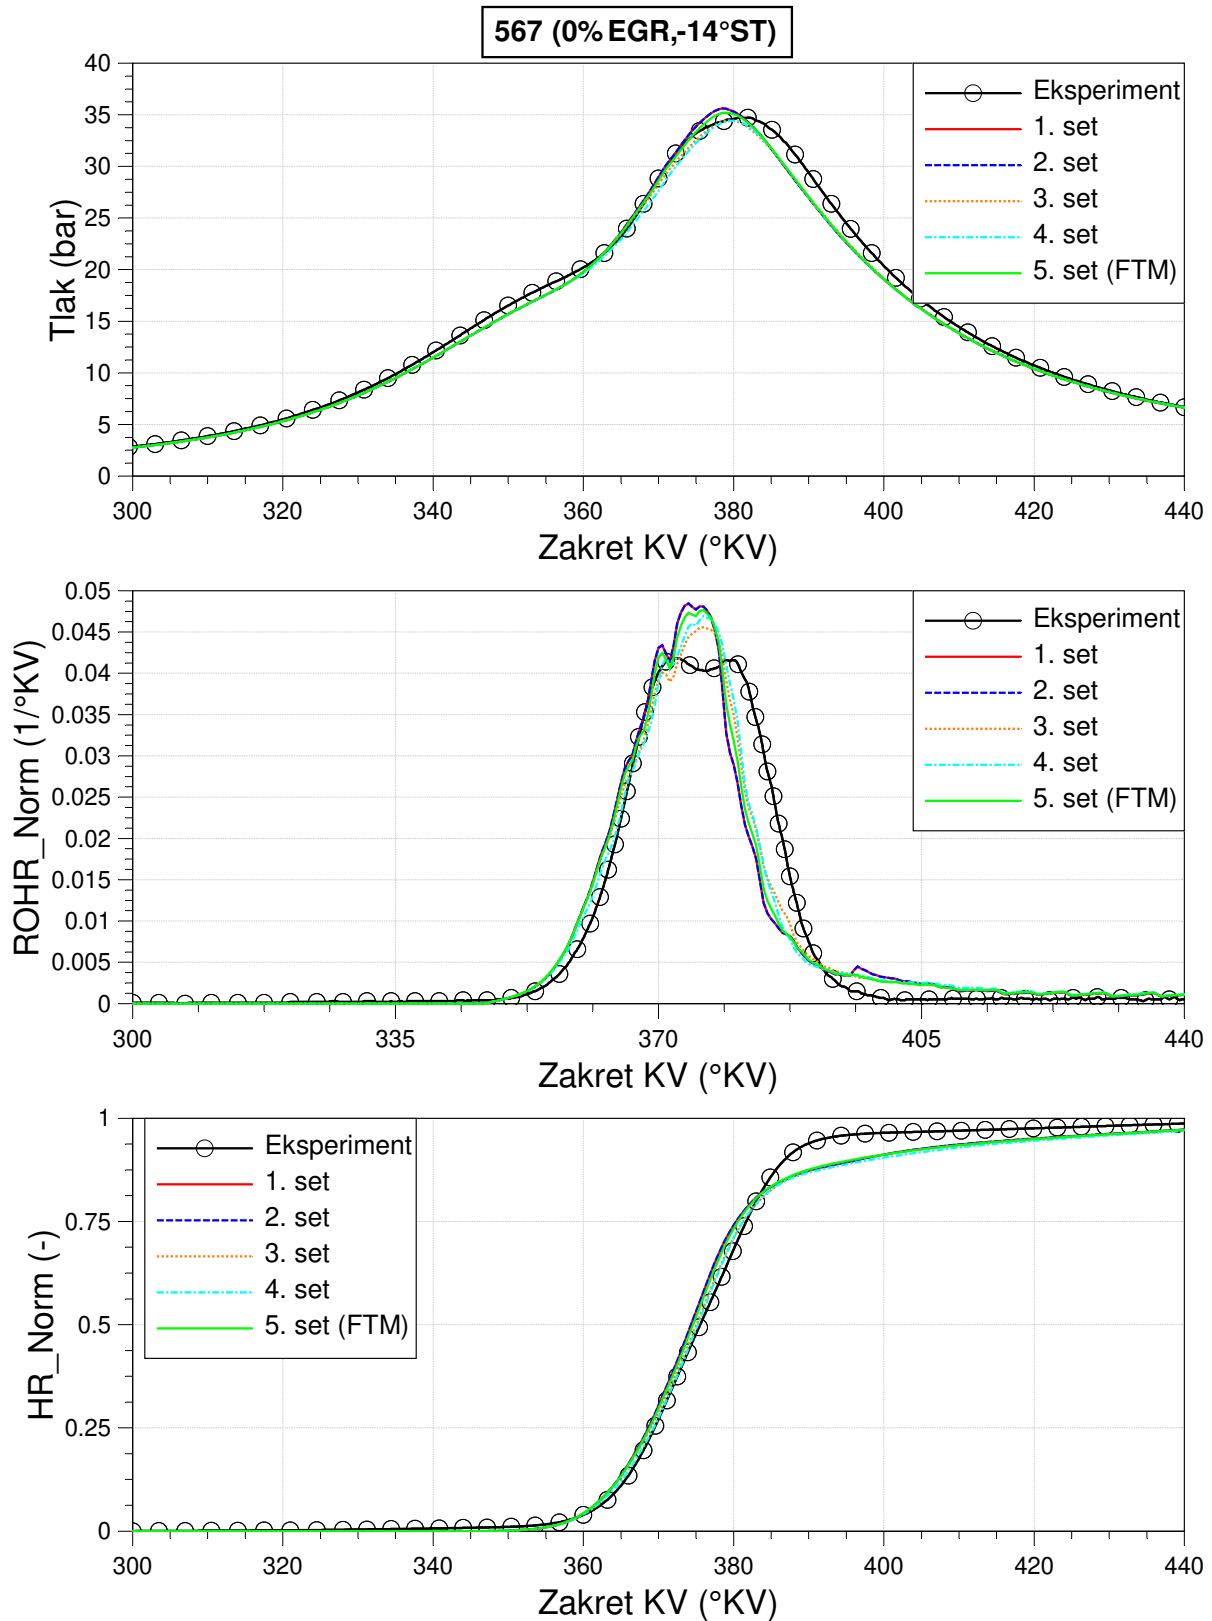 567 (0% EGR,-14°ST)
40
35
30
25
20
15
10
5
0
Tlak (bar)
Eksperiment
1. set
2. set
3. set
4. set
5. set (FTM)
300 320 340 360 380 400 420 440
Zakret KV (°KV)
0.05
0.045
0.04
0.035
0.03
0.025
0.02
0.015
0.01
0.005
0
ROHR_Norm (1/°KV)
Eksperiment
1. set
2. set
3. set
4. set
5. set (FTM)
300 335 370 405 440
Zakret KV (°KV)
1
0.75
0.5
0.25
0
HR_Norm (-)
Eksperiment
1. set
2. set
3. set
4. set
5. set (FTM)
300 320 340 360 380 400 420 440
Zakret KV (°KV)